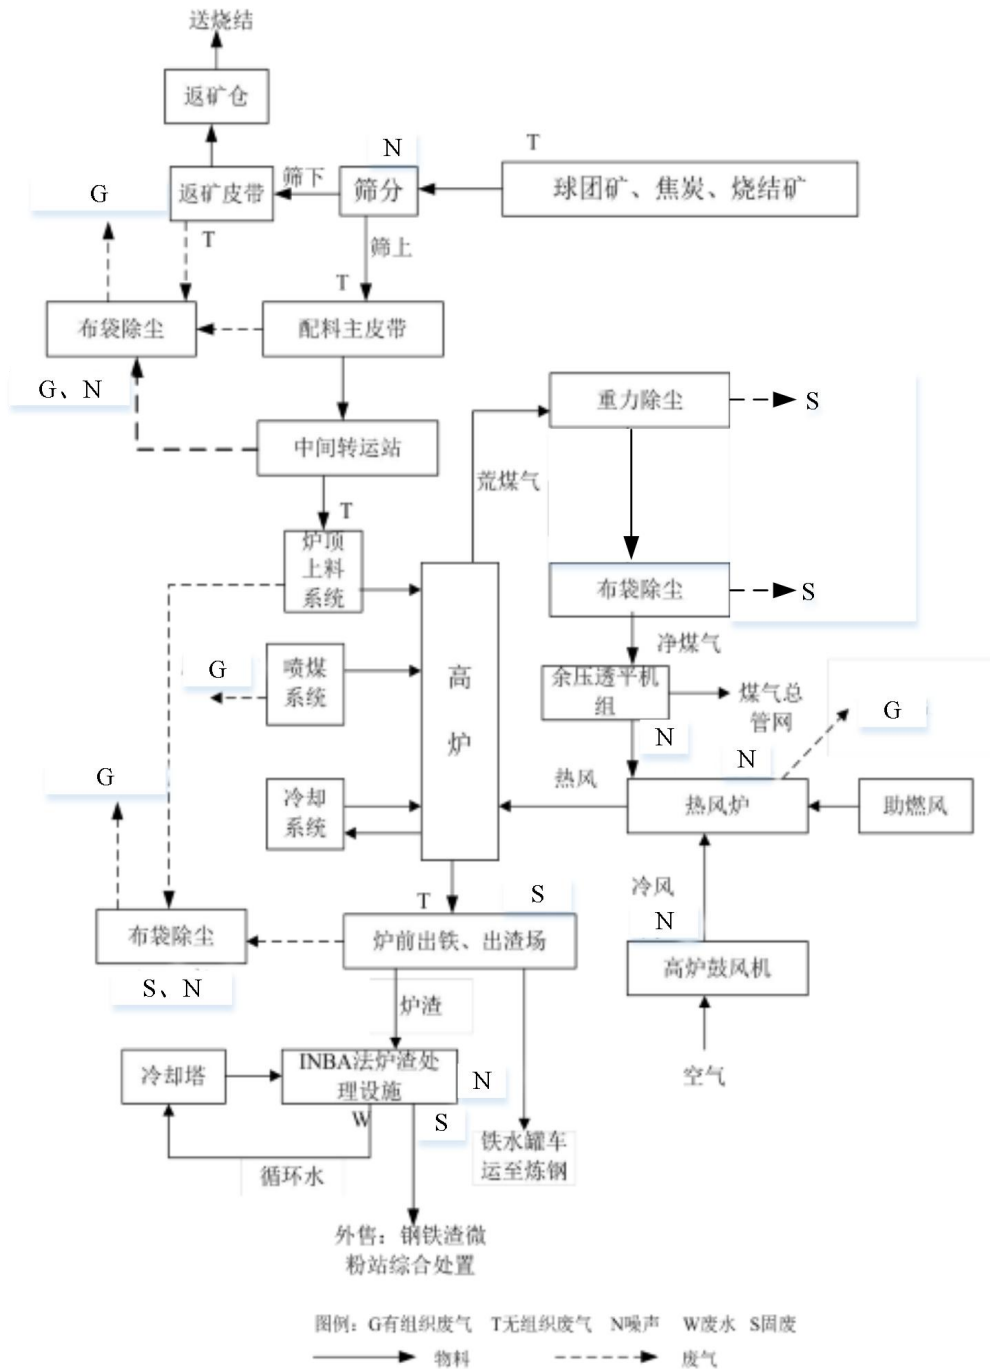 送烧结
返矿仓
N
T
G
返矿皮带
筛下
筛分
球团矿、焦炭、烧结矿
T
筛上
T
布袋除尘
配料主皮带
G、N
重力除尘
S
中间转运站
荒煤气
T
炉顶
上料
系统
布袋除尘
S
净煤气
G
喷煤
系统
高
炉
余压透平机
组
煤气总
管网
G
N
N
G
热风
冷却
系统
热风炉
助燃风
T
S
冷风
N
布袋除尘
炉前出铁、出渣场
高炉鼓风机
S、N
炉渣
冷却塔
INBA法炉渣处
理设施
N
空气
W
S
铁水罐车
运至炼钢
循环水
外售：钢铁渣微
粉站综合处置
图例：G有组织废气 T无组织废气 N噪声 W废水 S固废
物料 废气